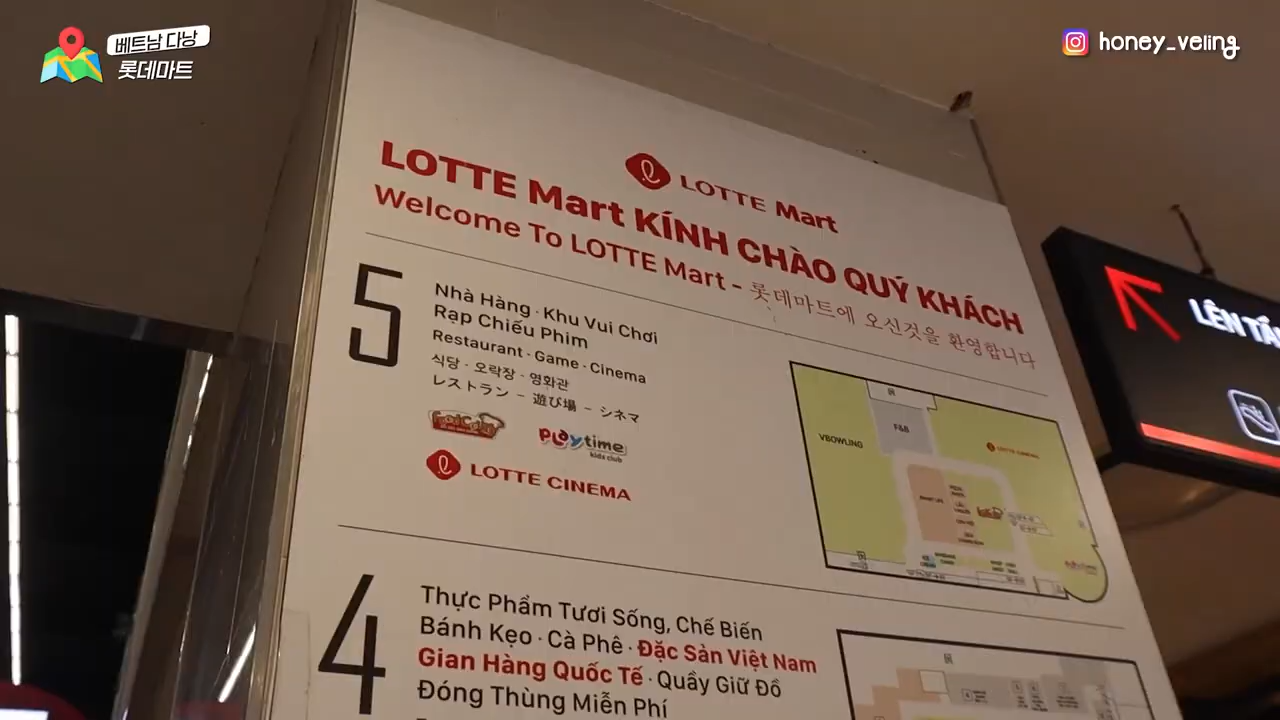 베트남 다낭
롯데마트
honey_veling
LOTTE Mart
LOTTE Mart KÍNH CHÀO QUÝ KHÁCH
Welcome To LOTTE Mart - 롯데마트에 오신것을 환영합니다
5
Nhà Hàng · Khu Vui Chơi
Rạp Chiếu Phim
Restaurant · Game · Cinema
식당 · 오락장 · 영화관
レストラン - 遊び場 - シネマ
Playtime
kids club
LOTTE CINEMA
VBOWLING
F&B
LOTTE CINEMA
4
Thực Phẩm Tươi Sống, Chế Biến
Bánh Kẹo · Cà Phê · Đặc Sản Việt Nam
Gian Hàng Quốc Tế · Quầy Giữ Đồ
Đóng Thùng Miễn Phí
LÊN